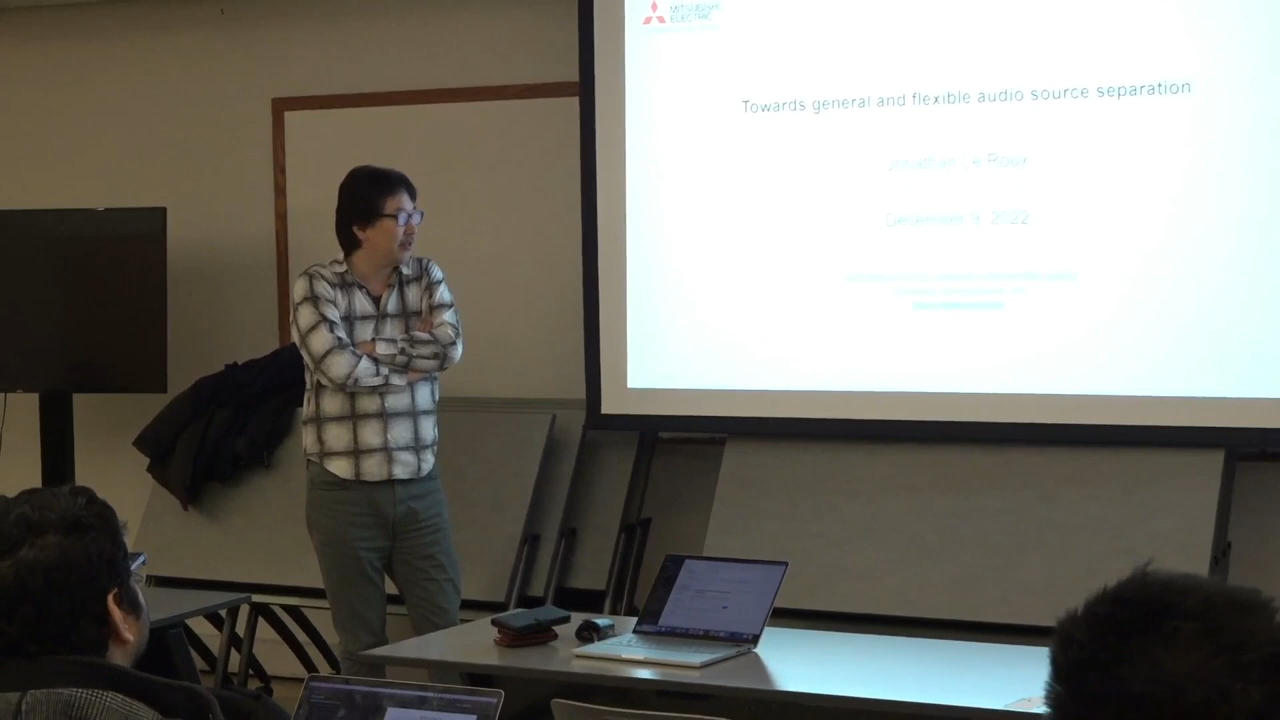 MITSUBISHI
ELECTRIC
Towards general and flexible audio source separation
Jonathan Le Roux
December 9, 2022